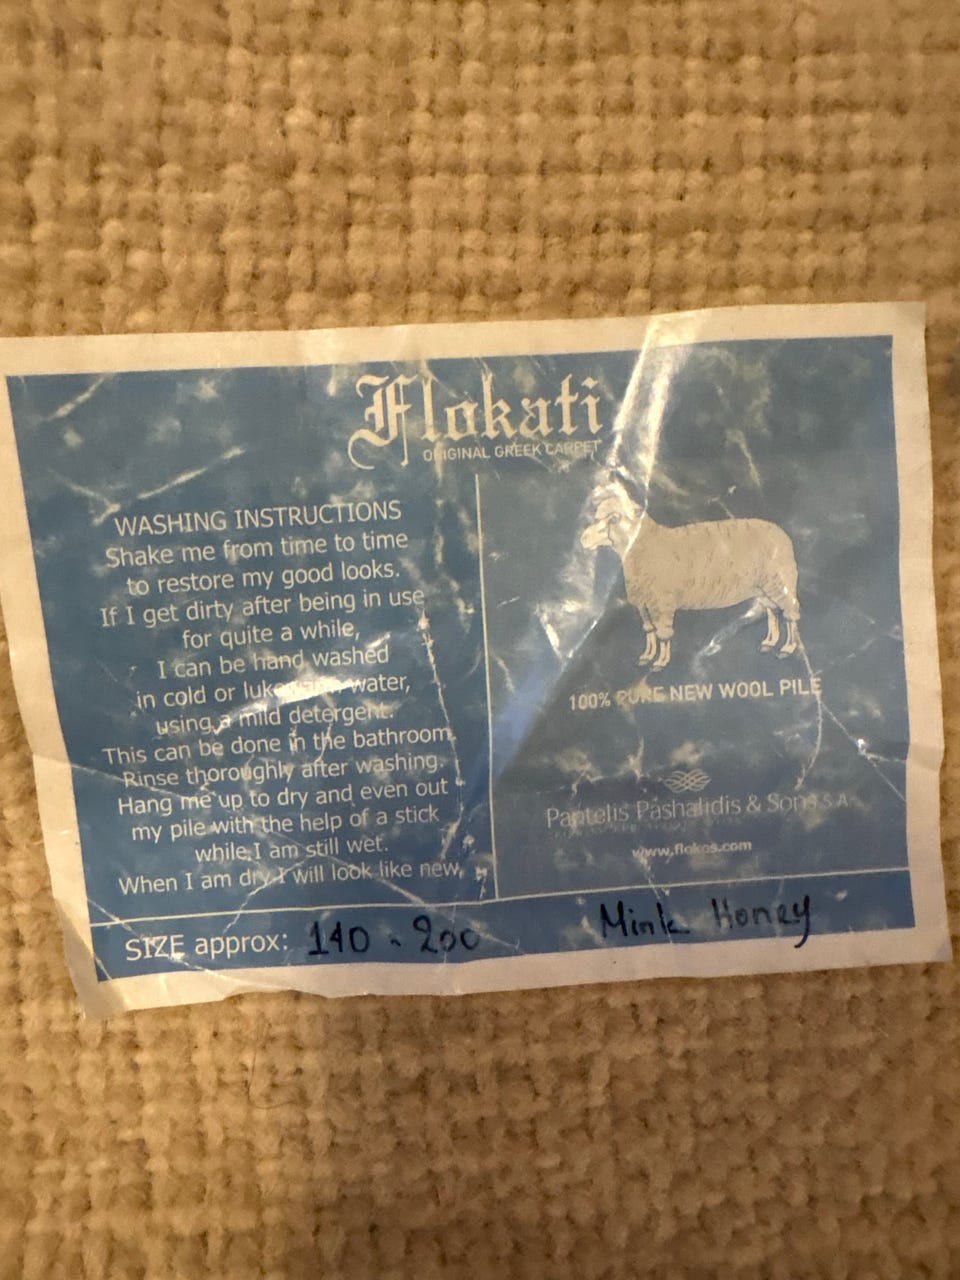 Flokati
ORIGINAL GREEK CARPET
WASHING INSTRUCTIONS
Shake me from time to time
to restore my good looks.
If I get dirty after being in use
for quite a while,
I can be hand washed
in cold or lukewarm water,
using a mild detergent.
This can be done in the bathroom.
Rinse thoroughly after washing.
Hang me up to dry and even out
my pile with the help of a stick
while I am still wet.
When I am dry I will look like new.
100% PURE NEW WOOL PILE
Pantelis Pashalidis & Sons S.A.
www.flokos.com
SIZE approx: 140 - 200
Mink Honey